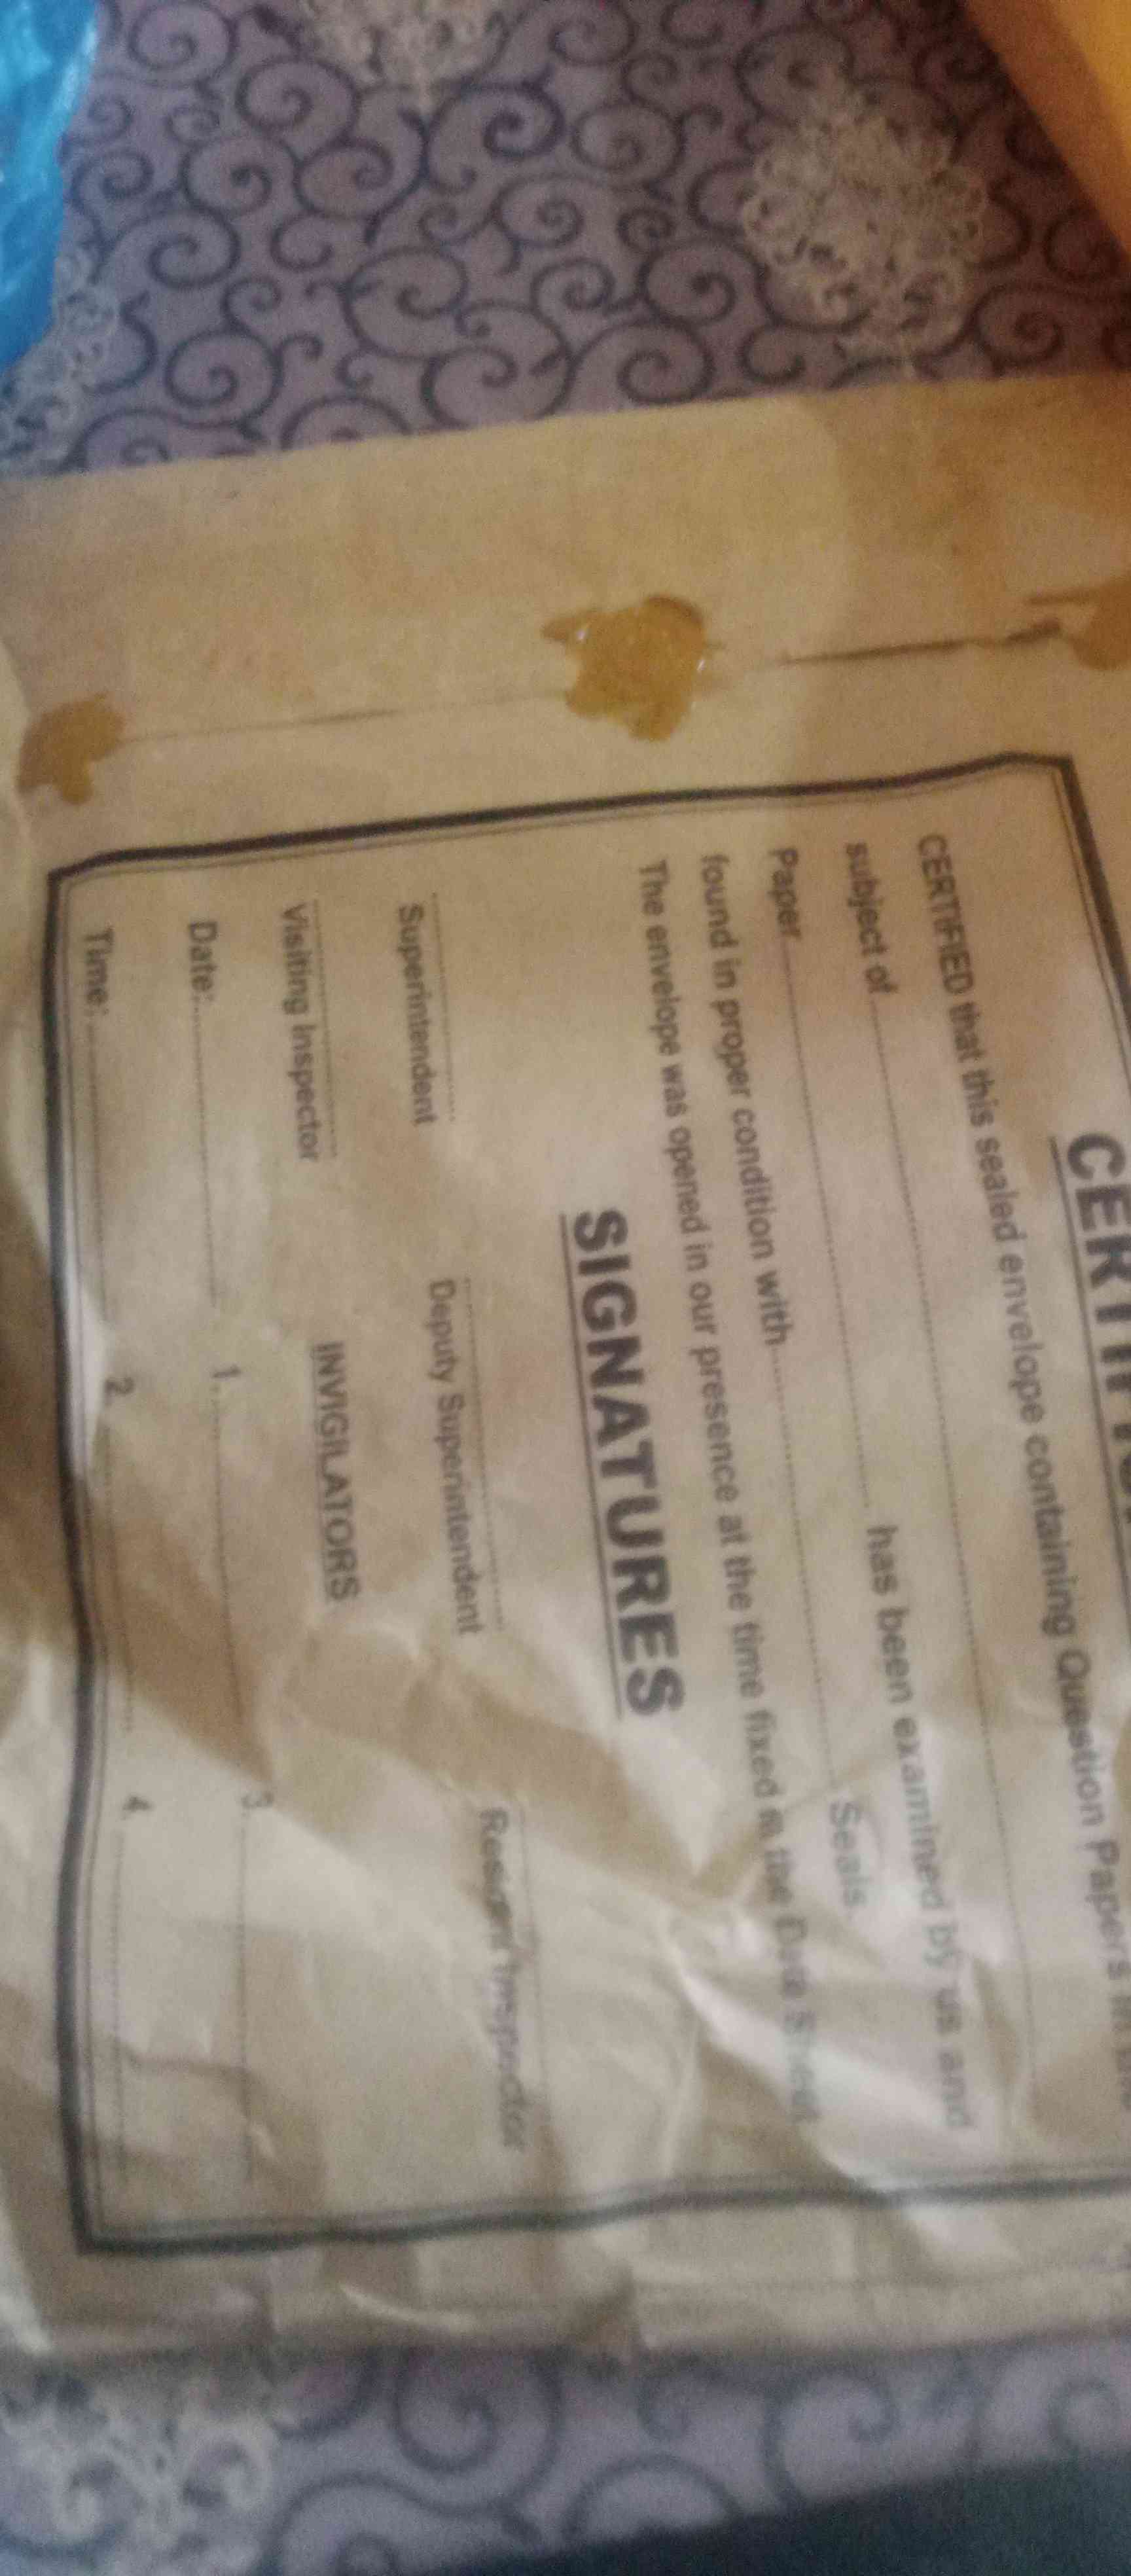 CERTIFIED that this sealed envelope containing Question Papers in the
subject of........
Paper........ has been examined by us and
found in proper condition with........ Seals.
The envelope was opened in our presence at the time fixed in the Date Sheet
SIGNATURES
Superintendent Deputy Superintendent Resident Inspector
Visiting Inspector INVIGILATORS
Date:........ 1......... 3.........
Time:........ 2......... 4.........